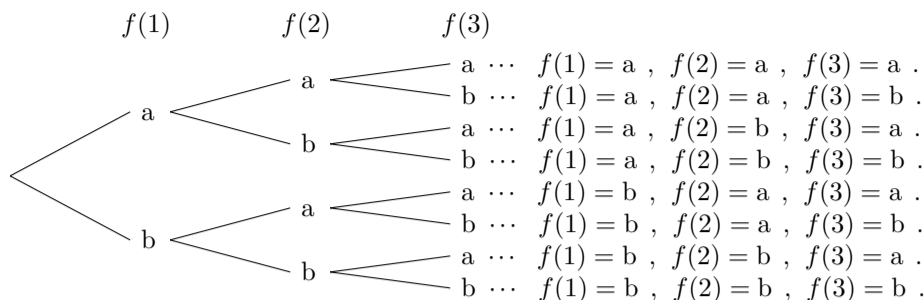 f(1) f(2) f(3)
a ⋯ f(1) = a , f(2) = a , f(3) = a .
a
b ⋯ f(1) = a , f(2) = a , f(3) = b .
a
a ⋯ f(1) = a , f(2) = b , f(3) = a .
b
b ⋯ f(1) = a , f(2) = b , f(3) = b .
a ⋯ f(1) = b , f(2) = a , f(3) = a .
a
b ⋯ f(1) = b , f(2) = a , f(3) = b .
b
a ⋯ f(1) = b , f(2) = b , f(3) = a .
b
b ⋯ f(1) = b , f(2) = b , f(3) = b .